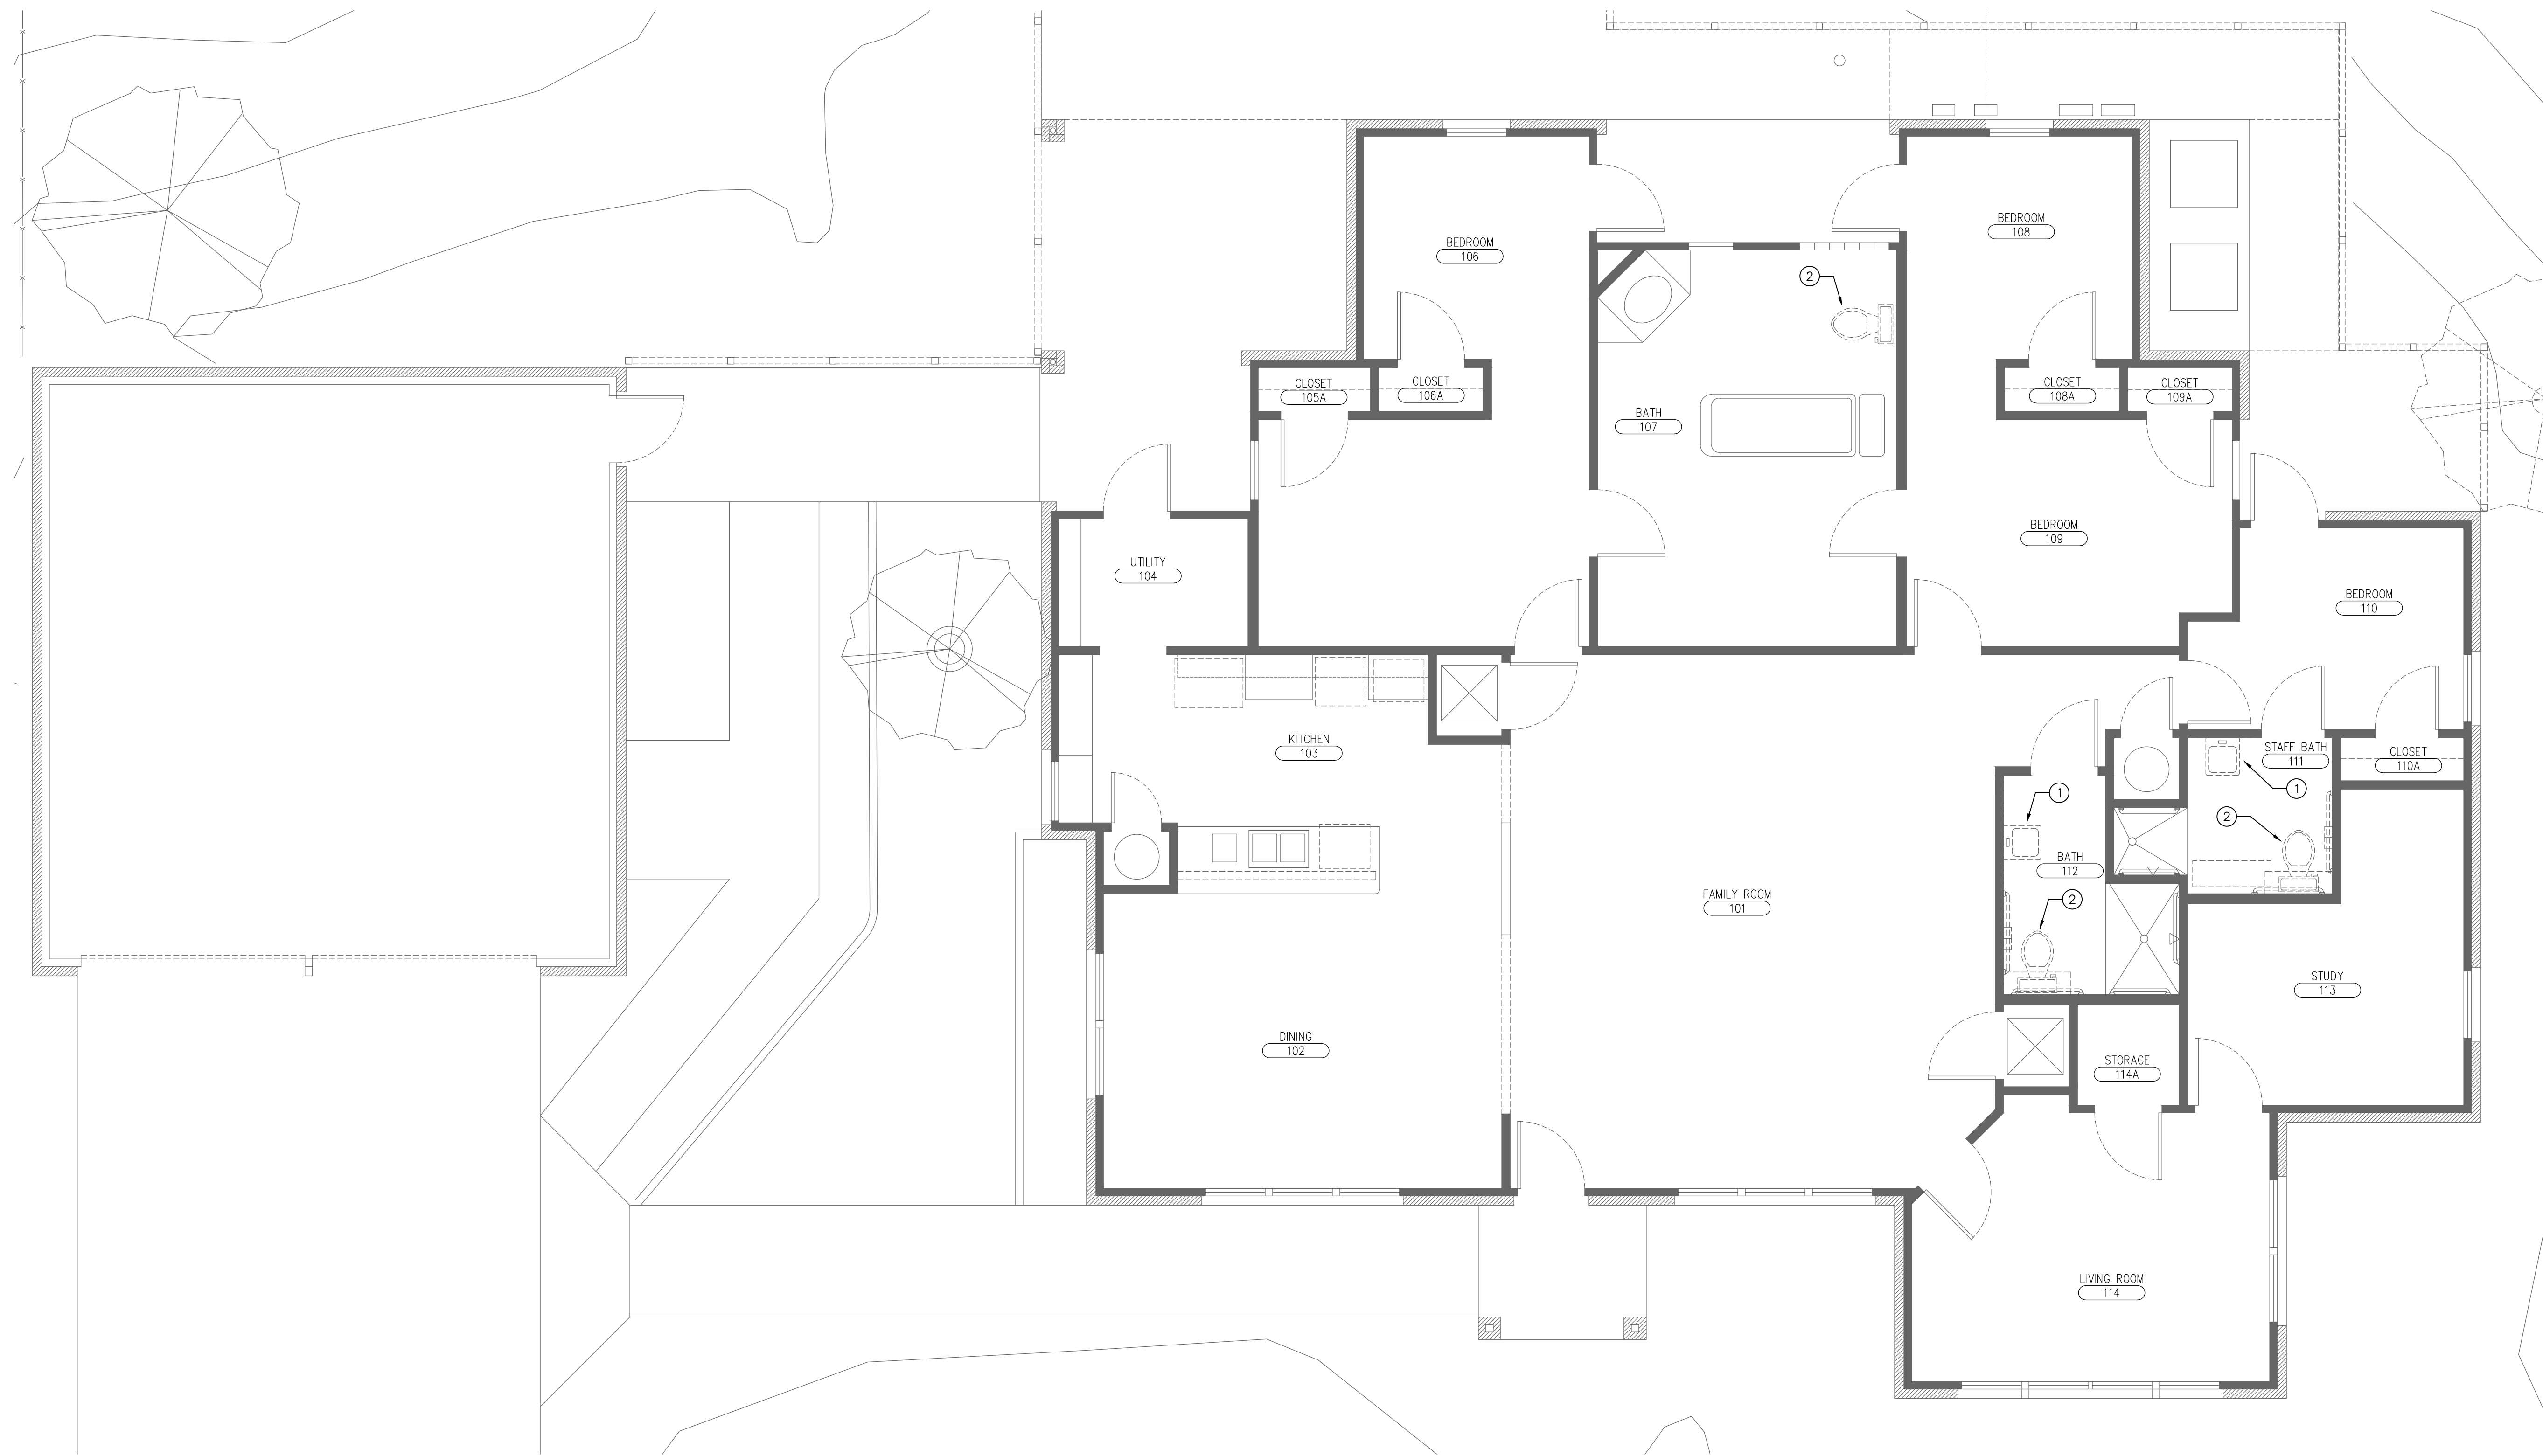 BEDROOM
108
BEDROOM
106
2
CLOSET
105A
CLOSET
106A
CLOSET
108A
CLOSET
109A
BATH
107
BEDROOM
109
UTILITY
104
BEDROOM
110
KITCHEN
103
STAFF BATH
111
CLOSET
110A
1
1
2
BATH
112
2
FAMILY ROOM
101
STUDY
113
DINING
102
STORAGE
114A
LIVING ROOM
114